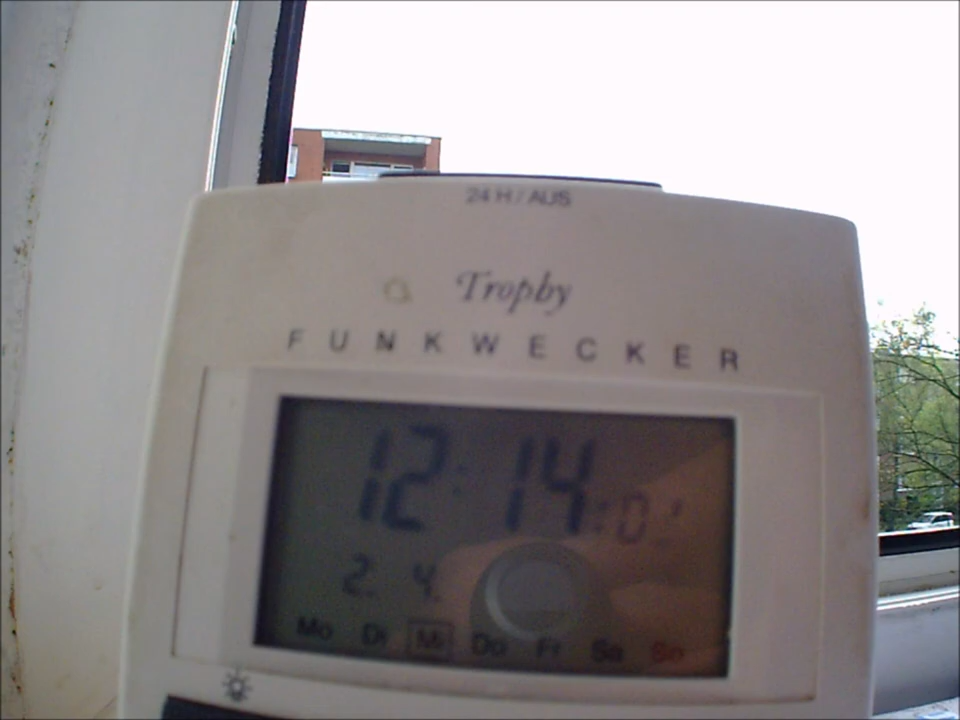 24 H / AUS
Trophy
FUNKWECKER
12:14
2. 4.
Mo Di Mi Do Fr Sa So